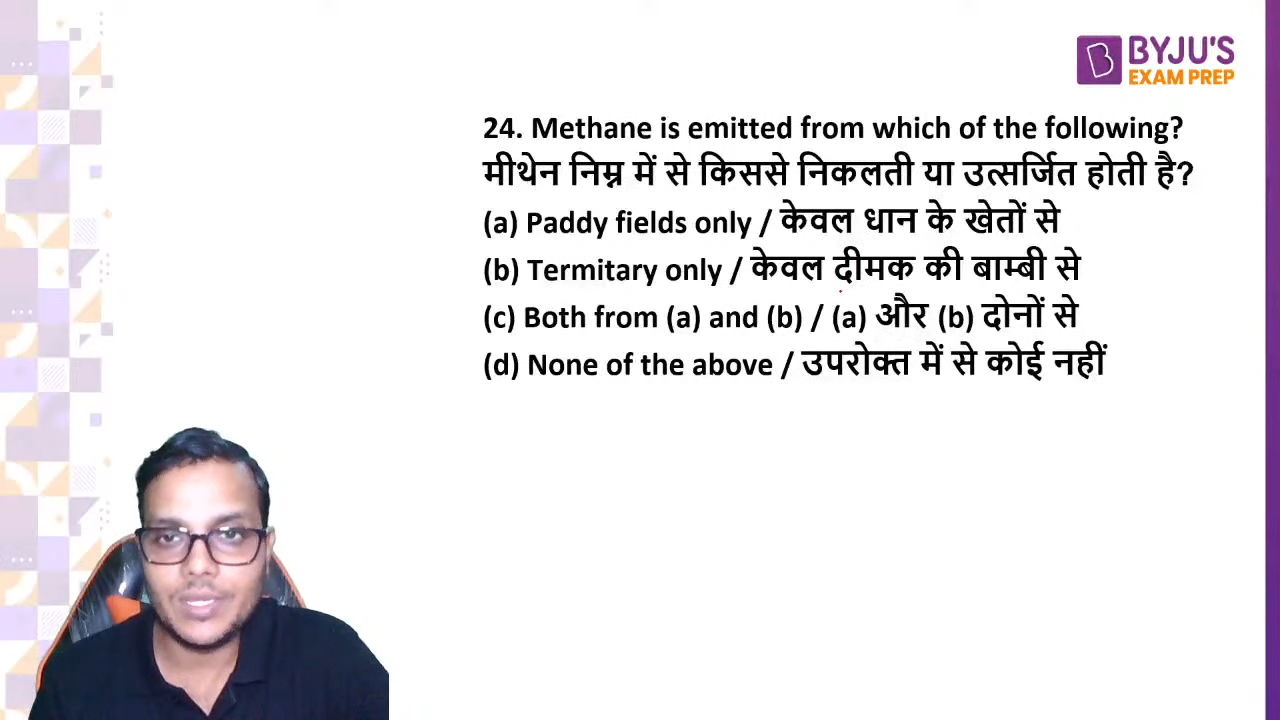 BYJU'S
EXAM PREP
24. Methane is emitted from which of the following?
मीथेन निम्न में से किससे निकलती या उत्सर्जित होती है?
(a) Paddy fields only / केवल धान के खेतों से
(b) Termitary only / केवल दीमक की बाम्बी से
(c) Both from (a) and (b) / (a) और (b) दोनों से
(d) None of the above / उपरोक्त में से कोई नहीं